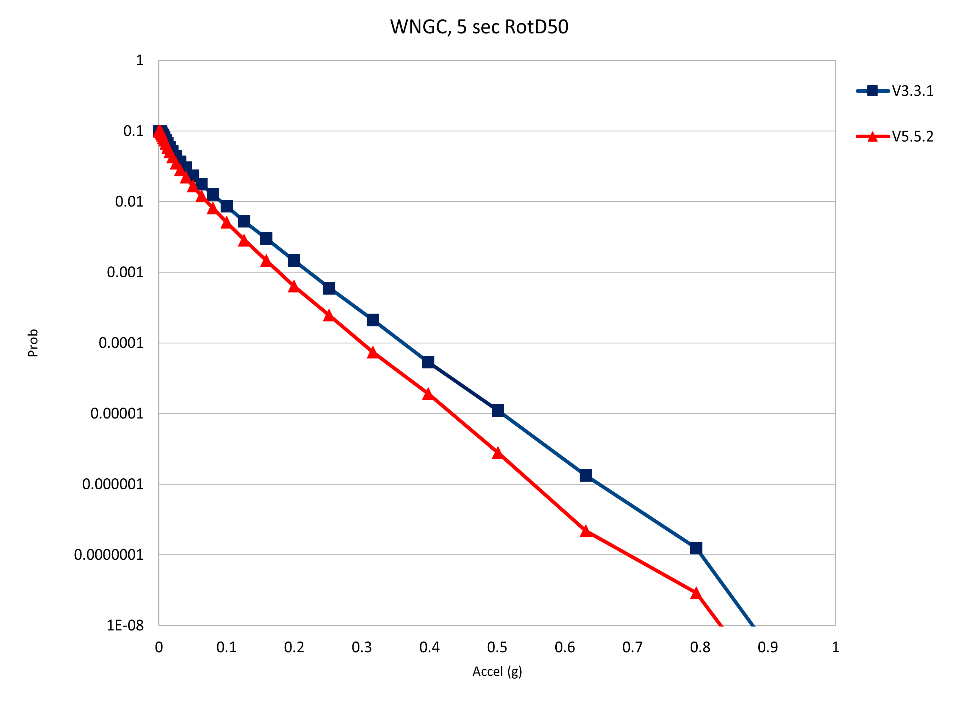 WNGC, 5 sec RotD50
1
0.1
0.01
0.001
0.0001
0.00001
0.000001
0.0000001
1E-08
Prob
0 0.1 0.2 0.3 0.4 0.5 0.6 0.7 0.8 0.9 1
Accel (g)
V3.3.1
V5.5.2